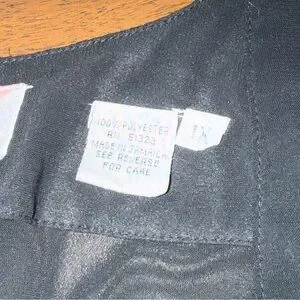 100% POLYESTER
RN 51323
MADE IN JAMAICA
SEE REVERSE
FOR CARE